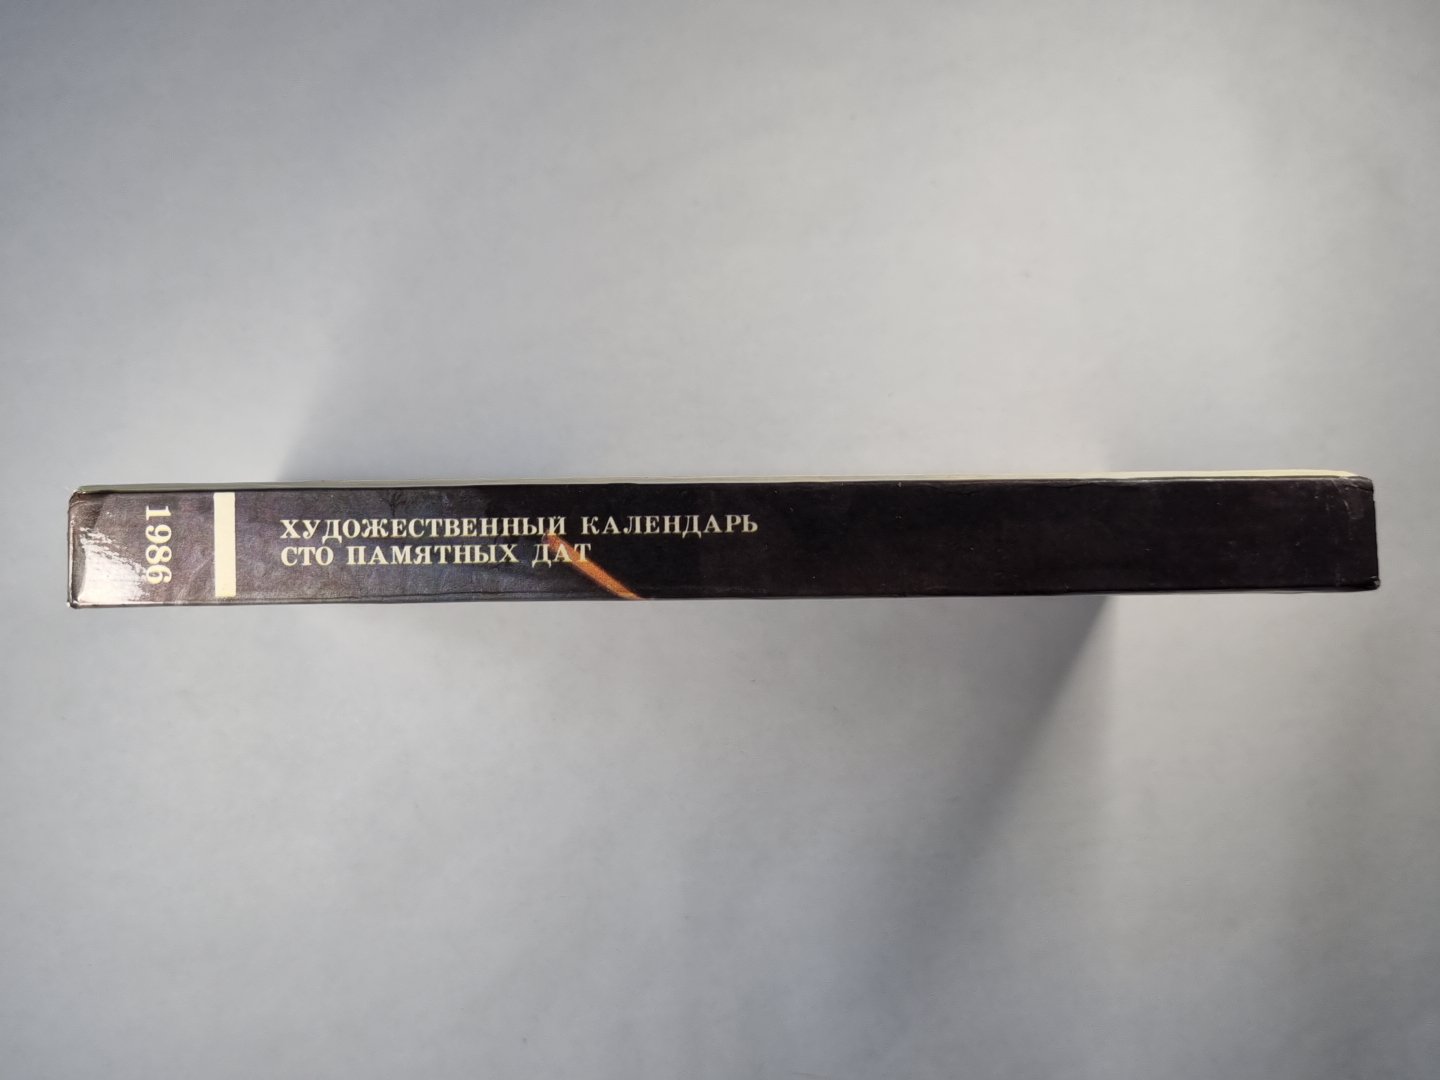 1986
ХУДОЖЕСТВЕННЫЙ КАЛЕНДАРЬ
СТО ПАМЯТНЫХ ДАТ